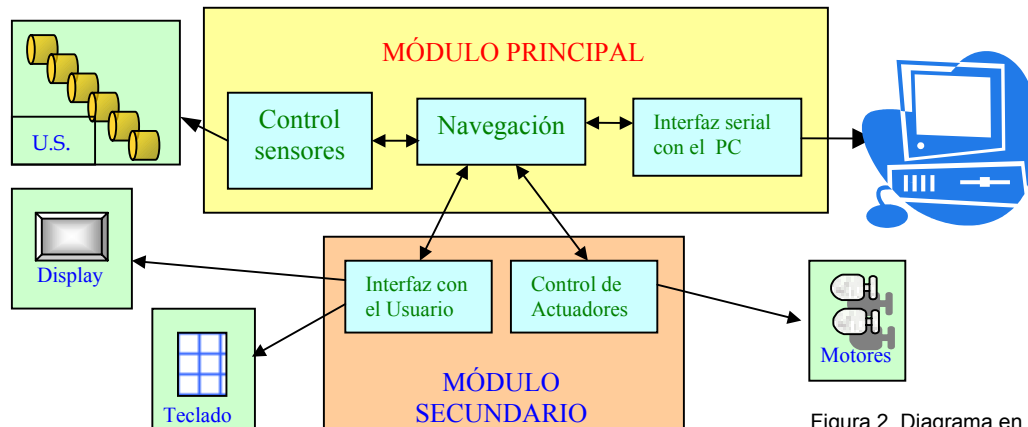 MÓDULO PRINCIPAL
U.S.
Control
sensores
Navegación
Interfaz serial
con el PC
Display
Interfaz con
el Usuario
Control de
Actuadores
Motores
Teclado
MÓDULO
SECUNDARIO
Figura 2. Diagrama en